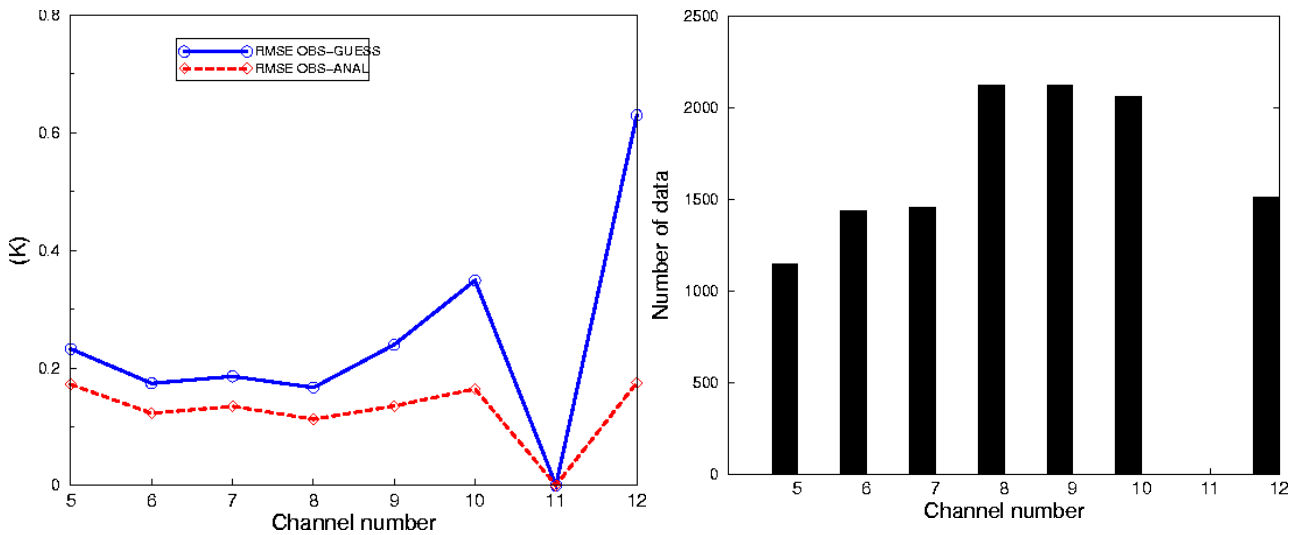 0.8
0.6
0.4
0.2
0
(K)
RMSE OBS-GUESS
RMSE OBS-ANAL
5 6 7 8 9 10 11 12
Channel number
2500
2000
1500
1000
500
0
Number of data
5 6 7 8 9 10 11 12
Channel number